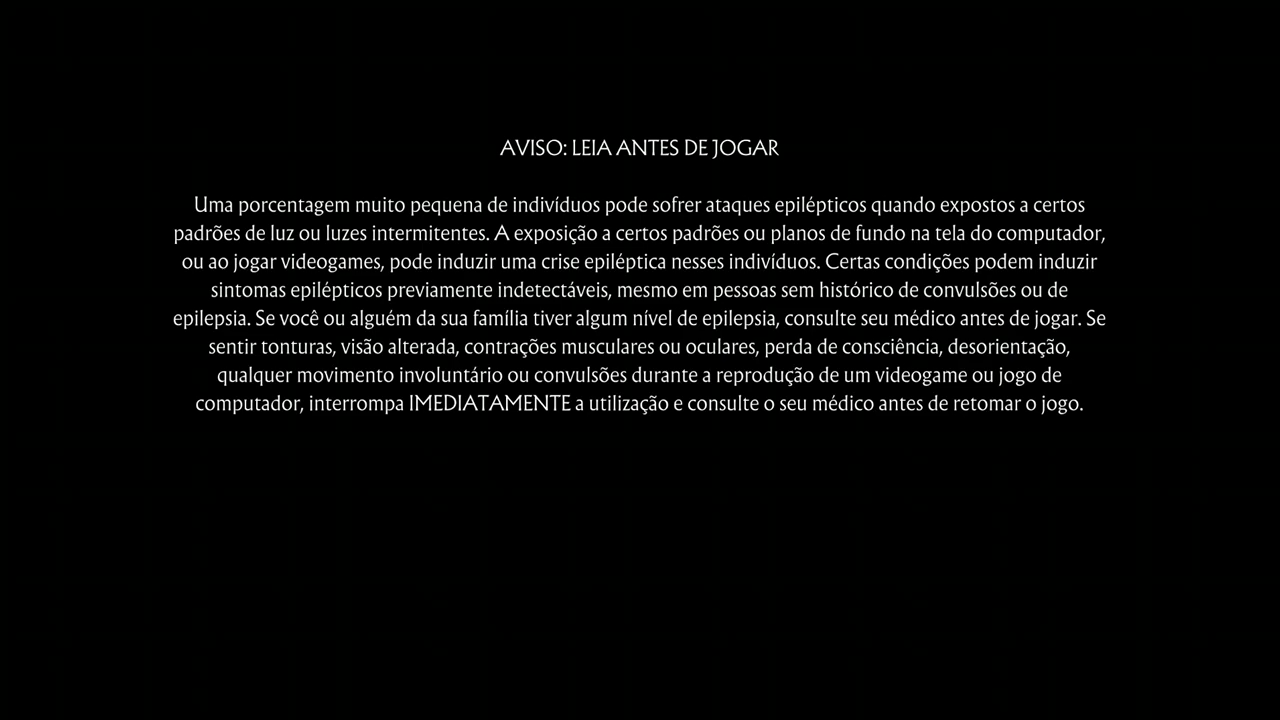 AVISO: LEIA ANTES DE JOGAR
Uma porcentagem muito pequena de indivíduos pode sofrer ataques epilépticos quando expostos a certos
padrões de luz ou luzes intermitentes. A exposição a certos padrões ou planos de fundo na tela do computador,
ou ao jogar videogames, pode induzir uma crise epiléptica nesses indivíduos. Certas condições podem induzir
sintomas epilépticos previamente indetectáveis, mesmo em pessoas sem histórico de convulsões ou de
epilepsia. Se você ou alguém da sua família tiver algum nível de epilepsia, consulte seu médico antes de jogar. Se
sentir tonturas, visão alterada, contrações musculares ou oculares, perda de consciência, desorientação,
qualquer movimento involuntário ou convulsões durante a reprodução de um videogame ou jogo de
computador, interrompa IMEDIATAMENTE a utilização e consulte o seu médico antes de retomar o jogo.